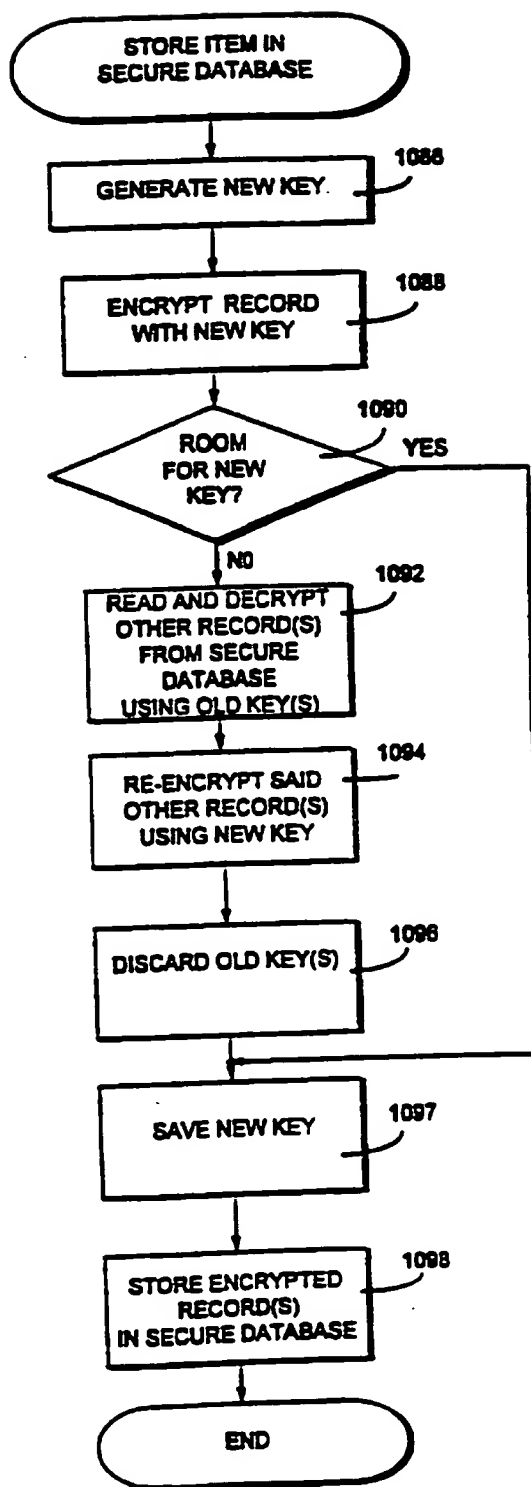 STORE ITEM IN
SECURE DATABASE
1086
GENERATE NEW KEY
1088
ENCRYPT RECORD
WITH NEW KEY
1090
ROOM
FOR NEW
KEY?
YES
NO
1092
READ AND DECRYPT
OTHER RECORD(S)
FROM SECURE
DATABASE
USING OLD KEY(S)
1094
RE-ENCRYPT SAID
OTHER RECORD(S)
USING NEW KEY
1096
DISCARD OLD KEY(S)
SAVE NEW KEY
1097
STORE ENCRYPTED
RECORD(S)
IN SECURE DATABASE
1098
END